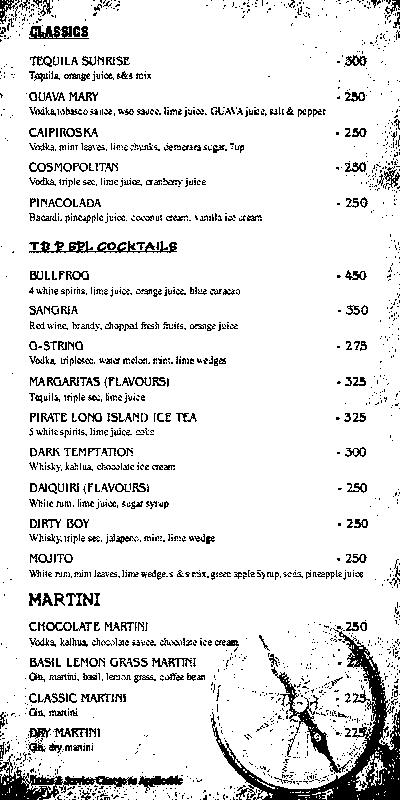 CLASSICS
TEQUILA SUNRISE - 300
Tequila, orange juice, s&s mix
GUAVA MARY - 250
Vodka,tobasco sauce, wso sauce, lime juice, GUAVA juice, salt & pepper
CAIPIROSKA - 250
Vodka, mint leaves, lime chunks, demerara sugar, 7up
COSMOPOLITAN - 250
Vodka, triple sec, lime juice, cranberry juice
PINACOLADA - 250
Bacardi, pineapple juice, coconut cream, vanilla ice cream
SPL COCKTAILS
BULLFROG - 450
4 white spirits, lime juice, orange juice, blue curacao
SANGRIA - 350
Red wine, brandy, chopped fresh fruits, orange juice
G-STRING - 275
Vodka, triplesec, water melon, mint, lime wedges
MARGARITAS (FLAVOURS) - 325
Tequila, triple sec, lime juice
PIRATE LONG ISLAND ICE TEA - 325
5 white spirits, lime juice, coke
DARK TEMPTATION - 300
Whisky, kahlua, chocolate ice cream
DAIQUIRI (FLAVOURS) - 250
White rum, lime juice, sugar syrup
DIRTY BOY - 250
Whisky, triple sec, jalapeno, mint, lime wedge
MOJITO - 250
White rum, mint leaves, lime wedge, s & s mix, green apple Syrup, soda, pineapple juice
MARTINI
CHOCOLATE MARTINI - 250
Vodka, kalhua, chocolate sauce, chocolate ice cream
BASIL LEMON GRASS MARTINI
Gin, martini, basil, lemon grass, coffee bean
CLASSIC MARTINI - 225
Gin, martini
DRY MARTINI - 225
Gin, dry martini
Taxes & Service Charge as Applicable